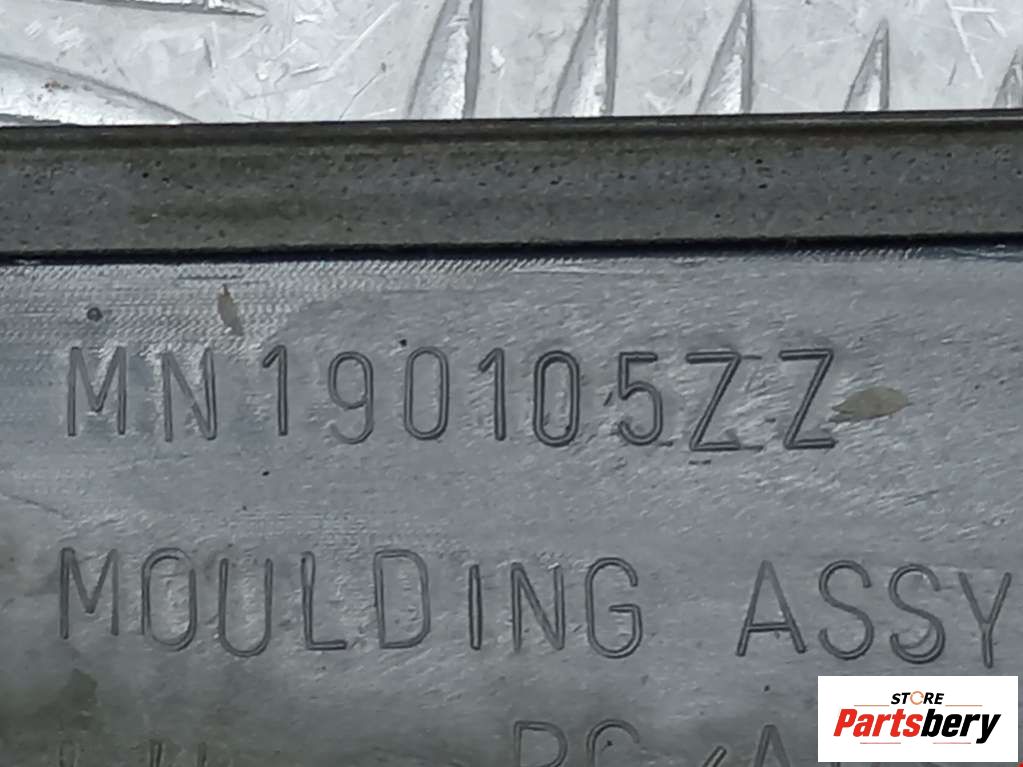 MN190105ZZ
MOULDING ASSY
STORE
Partsbery